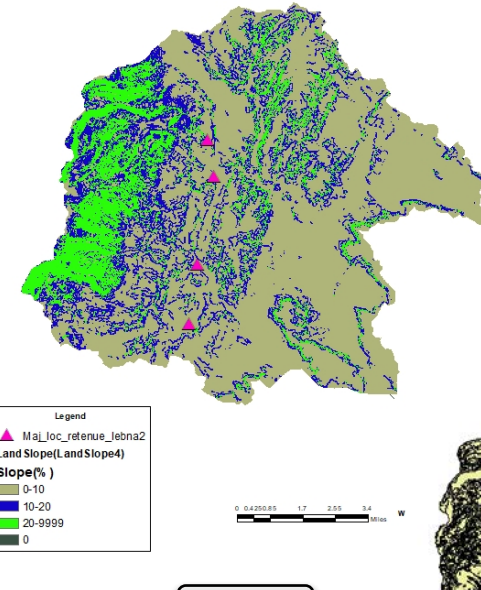 Legend
Maj_loc_retenue_lebna2
Land Slope(LandSlope4)
Slope(%)
0-10
10-20
20-9999
0
0 0.4250.85 1.7 2.55 3.4
Miles
W